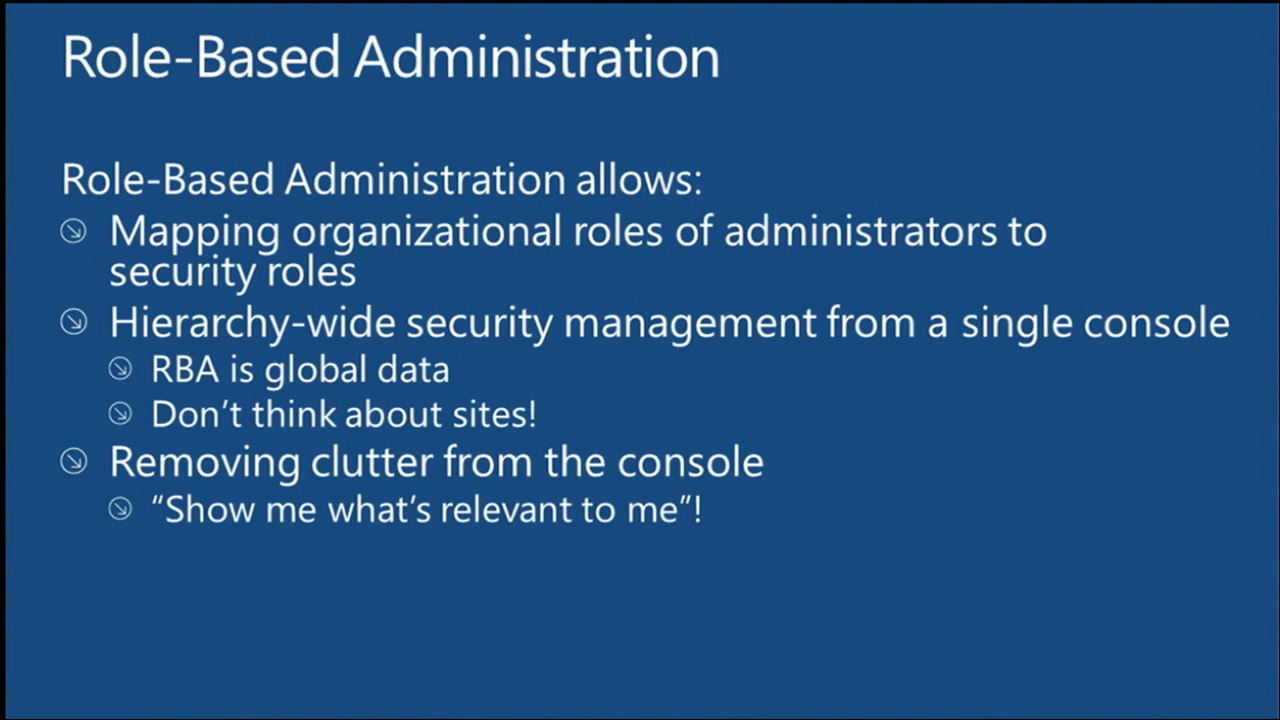 Role-Based Administration
Role-Based Administration allows:
Mapping organizational roles of administrators to
security roles
Hierarchy-wide security management from a single console
RBA is global data
Don’t think about sites!
Removing clutter from the console
“Show me what’s relevant to me”!